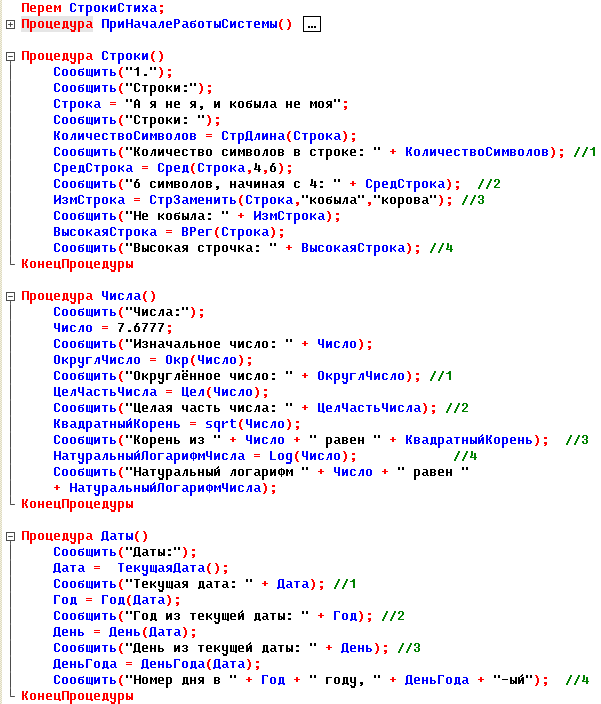 Перем СтрокиСтиха;
Процедура ПриНачалеРаботыСистемы() ...
Процедура Строки()
Сообщить("1.");
Сообщить("Строки:");
Строка = "А я не я, и кобыла не моя";
Сообщить("Строки: ");
КоличествоСимволов = СтрДлина(Строка);
Сообщить("Количество символов в строке: " + КоличествоСимволов); //1
СредСтрока = Сред(Строка,4,6);
Сообщить("6 символов, начиная с 4: " + СредСтрока); //2
ИзмСтрока = СтрЗаменить(Строка,"кобыла","корова"); //3
Сообщить("Не кобыла: " + ИзмСтрока);
ВысокаяСтрока = ВРег(Строка);
Сообщить("Высокая строчка: " + ВысокаяСтрока); //4
КонецПроцедуры
Процедура Числа()
Сообщить("Числа:");
Число = 7.6777;
Сообщить("Изначальное число: " + Число);
ОкруглЧисло = Окр(Число);
Сообщить("Округлённое число: " + ОкруглЧисло); //1
ЦелЧастьЧисла = Цел(Число);
Сообщить("Целая часть числа: " + ЦелЧастьЧисла); //2
КвадратныйКорень = sqrt(Число);
Сообщить("Корень из " + Число + " равен " + КвадратныйКорень); //3
НатуральныйЛогарифмЧисла = Log(Число); //4
Сообщить("Натуральный логарифм " + Число + " равен "
+ НатуральныйЛогарифмЧисла);
КонецПроцедуры
Процедура Даты()
Сообщить("Даты:");
Дата = ТекущаяДата();
Сообщить("Текущая дата: " + Дата); //1
Год = Год(Дата);
Сообщить("Год из текущей даты: " + Год); //2
День = День(Дата);
Сообщить("День из текущей даты: " + День); //3
ДеньГода = ДеньГода(Дата);
Сообщить("Номер дня в " + Год + " году, " + ДеньГода + "-ый"); //4
КонецПроцедуры